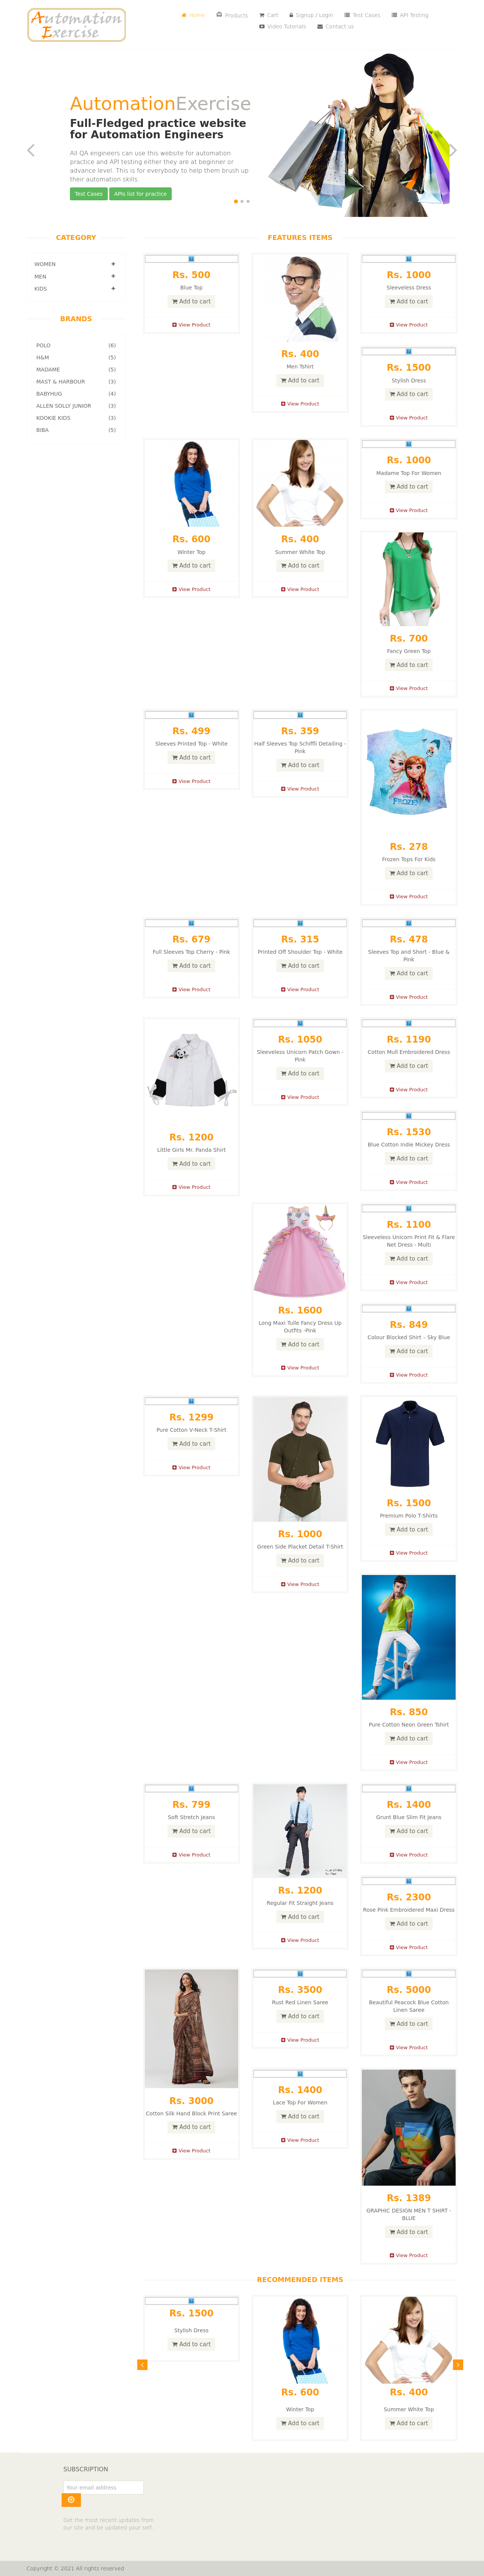 Automation
Exercise
Home
Products
Cart
Signup / Login
Test Cases
API Testing
Video Tutorials
Contact us
AutomationExercise
Full-Fledged practice website
for Automation Engineers
All QA engineers can use this website for automation
practice and API testing either they are at beginner or
advance level. This is for everybody to help them brush up
their automation skills.
Test Cases
APIs list for practice
CATEGORY
WOMEN
MEN
KIDS
BRANDS
POLO (6)
H&M (5)
MADAME (5)
MAST & HARBOUR (3)
BABYHUG (4)
ALLEN SOLLY JUNIOR (3)
KOOKIE KIDS (3)
BIBA (5)
FEATURES ITEMS
Rs. 500
Blue Top
Add to cart
View Product
Rs. 400
Men Tshirt
Add to cart
View Product
Rs. 1000
Sleeveless Dress
Add to cart
View Product
Rs. 1500
Stylish Dress
Add to cart
View Product
Rs. 600
Winter Top
Add to cart
View Product
Rs. 400
Summer White Top
Add to cart
View Product
Rs. 1000
Madame Top For Women
Add to cart
View Product
Rs. 700
Fancy Green Top
Add to cart
View Product
Rs. 499
Sleeves Printed Top - White
Add to cart
View Product
Rs. 359
Half Sleeves Top Schiffli Detailing -
Pink
Add to cart
View Product
FROZEN
Rs. 278
Frozen Tops For Kids
Add to cart
View Product
Rs. 679
Full Sleeves Top Cherry - Pink
Add to cart
View Product
Rs. 315
Printed Off Shoulder Top - White
Add to cart
View Product
Rs. 478
Sleeves Top and Short - Blue &
Pink
Add to cart
View Product
Rs. 1200
Little Girls Mr. Panda Shirt
Add to cart
View Product
Rs. 1050
Sleeveless Unicorn Patch Gown -
Pink
Add to cart
View Product
Rs. 1190
Cotton Mull Embroidered Dress
Add to cart
View Product
Rs. 1530
Blue Cotton Indie Mickey Dress
Add to cart
View Product
Rs. 1600
Long Maxi Tulle Fancy Dress Up
Outfits -Pink
Add to cart
View Product
Rs. 1100
Sleeveless Unicorn Print Fit & Flare
Net Dress - Multi
Add to cart
View Product
Rs. 849
Colour Blocked Shirt – Sky Blue
Add to cart
View Product
Rs. 1299
Pure Cotton V-Neck T-Shirt
Add to cart
View Product
Rs. 1000
Green Side Placket Detail T-Shirt
Add to cart
View Product
Rs. 1500
Premium Polo T-Shirts
Add to cart
View Product
Rs. 850
Pure Cotton Neon Green Tshirt
Add to cart
View Product
Rs. 799
Soft Stretch Jeans
Add to cart
View Product
Rs. 1200
Regular Fit Straight Jeans
Add to cart
View Product
Rs. 1400
Grunt Blue Slim Fit Jeans
Add to cart
View Product
Rs. 2300
Rose Pink Embroidered Maxi Dress
Add to cart
View Product
Rs. 3000
Cotton Silk Hand Block Print Saree
Add to cart
View Product
Rs. 3500
Rust Red Linen Saree
Add to cart
View Product
Rs. 5000
Beautiful Peacock Blue Cotton
Linen Saree
Add to cart
View Product
Rs. 1400
Lace Top For Women
Add to cart
View Product
Rs. 1389
GRAPHIC DESIGN MEN T SHIRT -
BLUE
Add to cart
View Product
RECOMMENDED ITEMS
Rs. 1500
Stylish Dress
Add to cart
Rs. 600
Winter Top
Add to cart
Rs. 400
Summer White Top
Add to cart
SUBSCRIPTION
Your email address
Get the most recent updates from
our site and be updated your self...
Copyright © 2021 All rights reserved